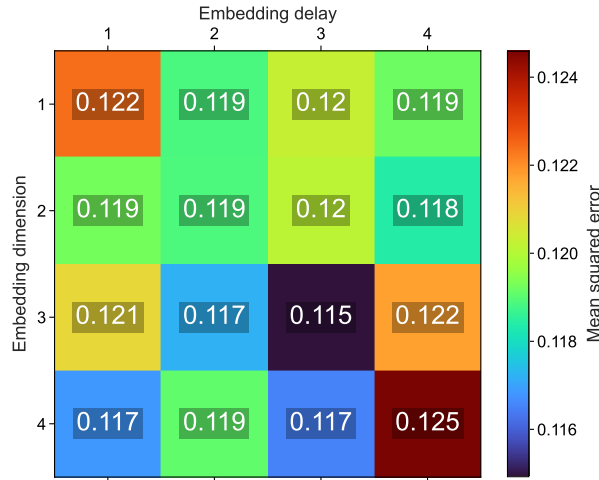 Embedding delay
1 2 3 4
Embedding dimension
1 0.122 0.119 0.12 0.119
2 0.119 0.119 0.12 0.118
3 0.121 0.117 0.115 0.122
4 0.117 0.119 0.117 0.125
0.124
0.122
0.120
0.118
0.116
Mean squared error